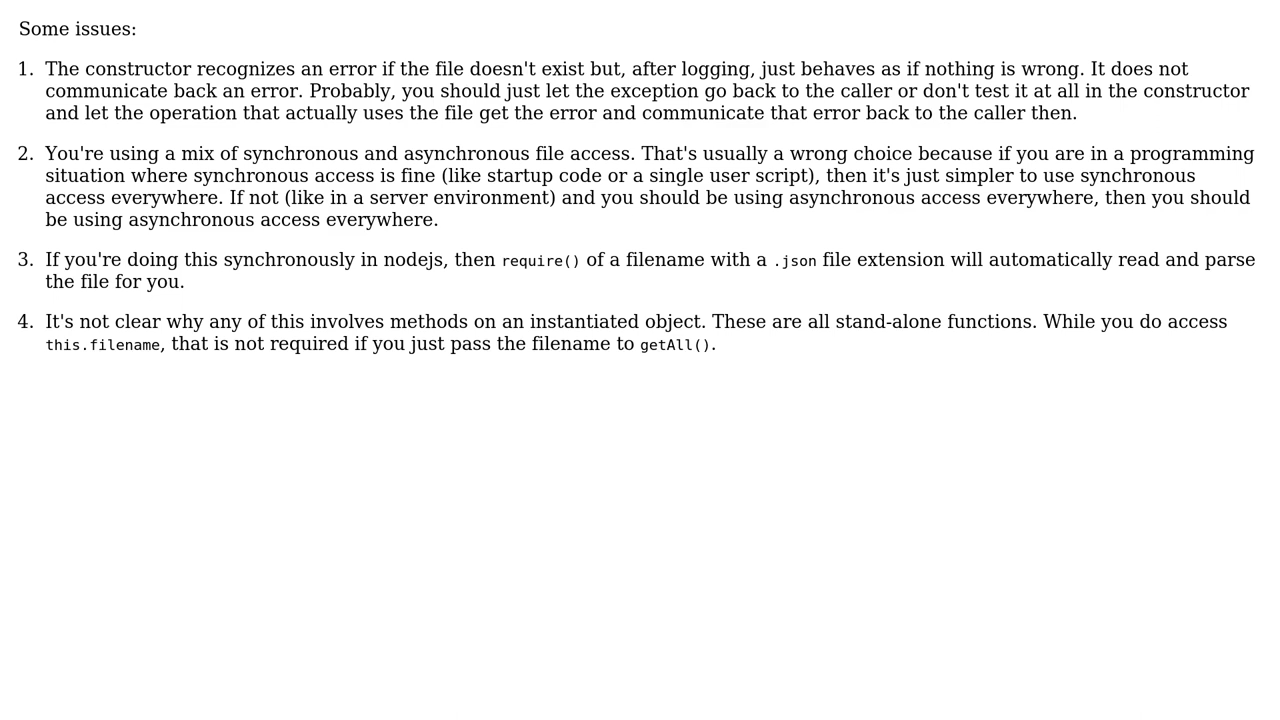 Some issues:
1. The constructor recognizes an error if the file doesn't exist but, after logging, just behaves as if nothing is wrong. It does not
communicate back an error. Probably, you should just let the exception go back to the caller or don't test it at all in the constructor
and let the operation that actually uses the file get the error and communicate that error back to the caller then.
2. You're using a mix of synchronous and asynchronous file access. That's usually a wrong choice because if you are in a programming
situation where synchronous access is fine (like startup code or a single user script), then it's just simpler to use synchronous
access everywhere. If not (like in a server environment) and you should be using asynchronous access everywhere, then you should
be using asynchronous access everywhere.
3. If you're doing this synchronously in nodejs, then require() of a filename with a .json file extension will automatically read and parse
the file for you.
4. It's not clear why any of this involves methods on an instantiated object. These are all stand-alone functions. While you do access
this.filename, that is not required if you just pass the filename to getAll().